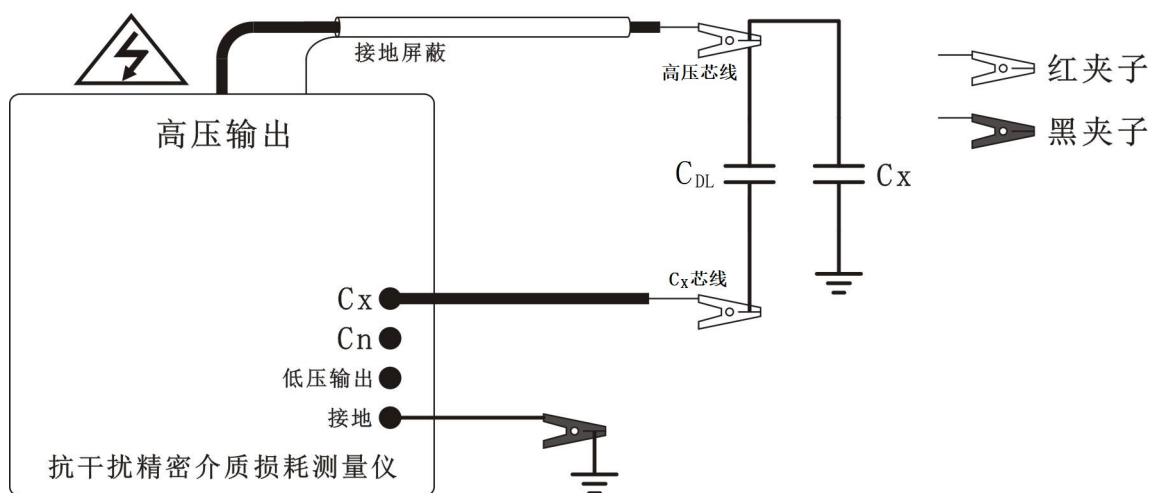 接地屏蔽
高压芯线
红夹子
高压输出
黑夹子
CDL
Cx
Cx芯线
Cx
Cn
低压输出
接地
抗干扰精密介质损耗测量仪